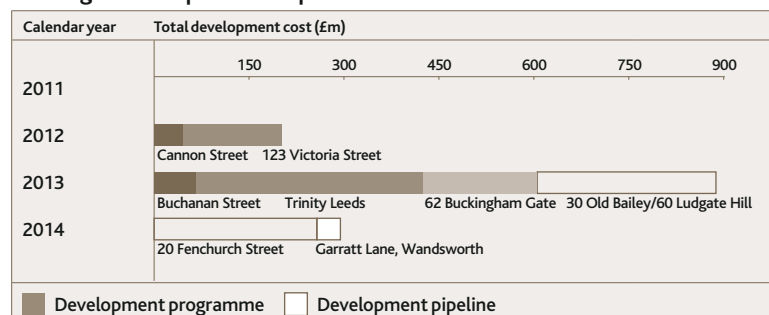 Calendar year Total development cost (£m)
150 300 450 600 750 900
2011
2012
Cannon Street 123 Victoria Street
2013
Buchanan Street Trinity Leeds 62 Buckingham Gate 30 Old Bailey/60 Ludgate Hill
2014
20 Fenchurch Street Garratt Lane, Wandsworth
Development programme Development pipeline